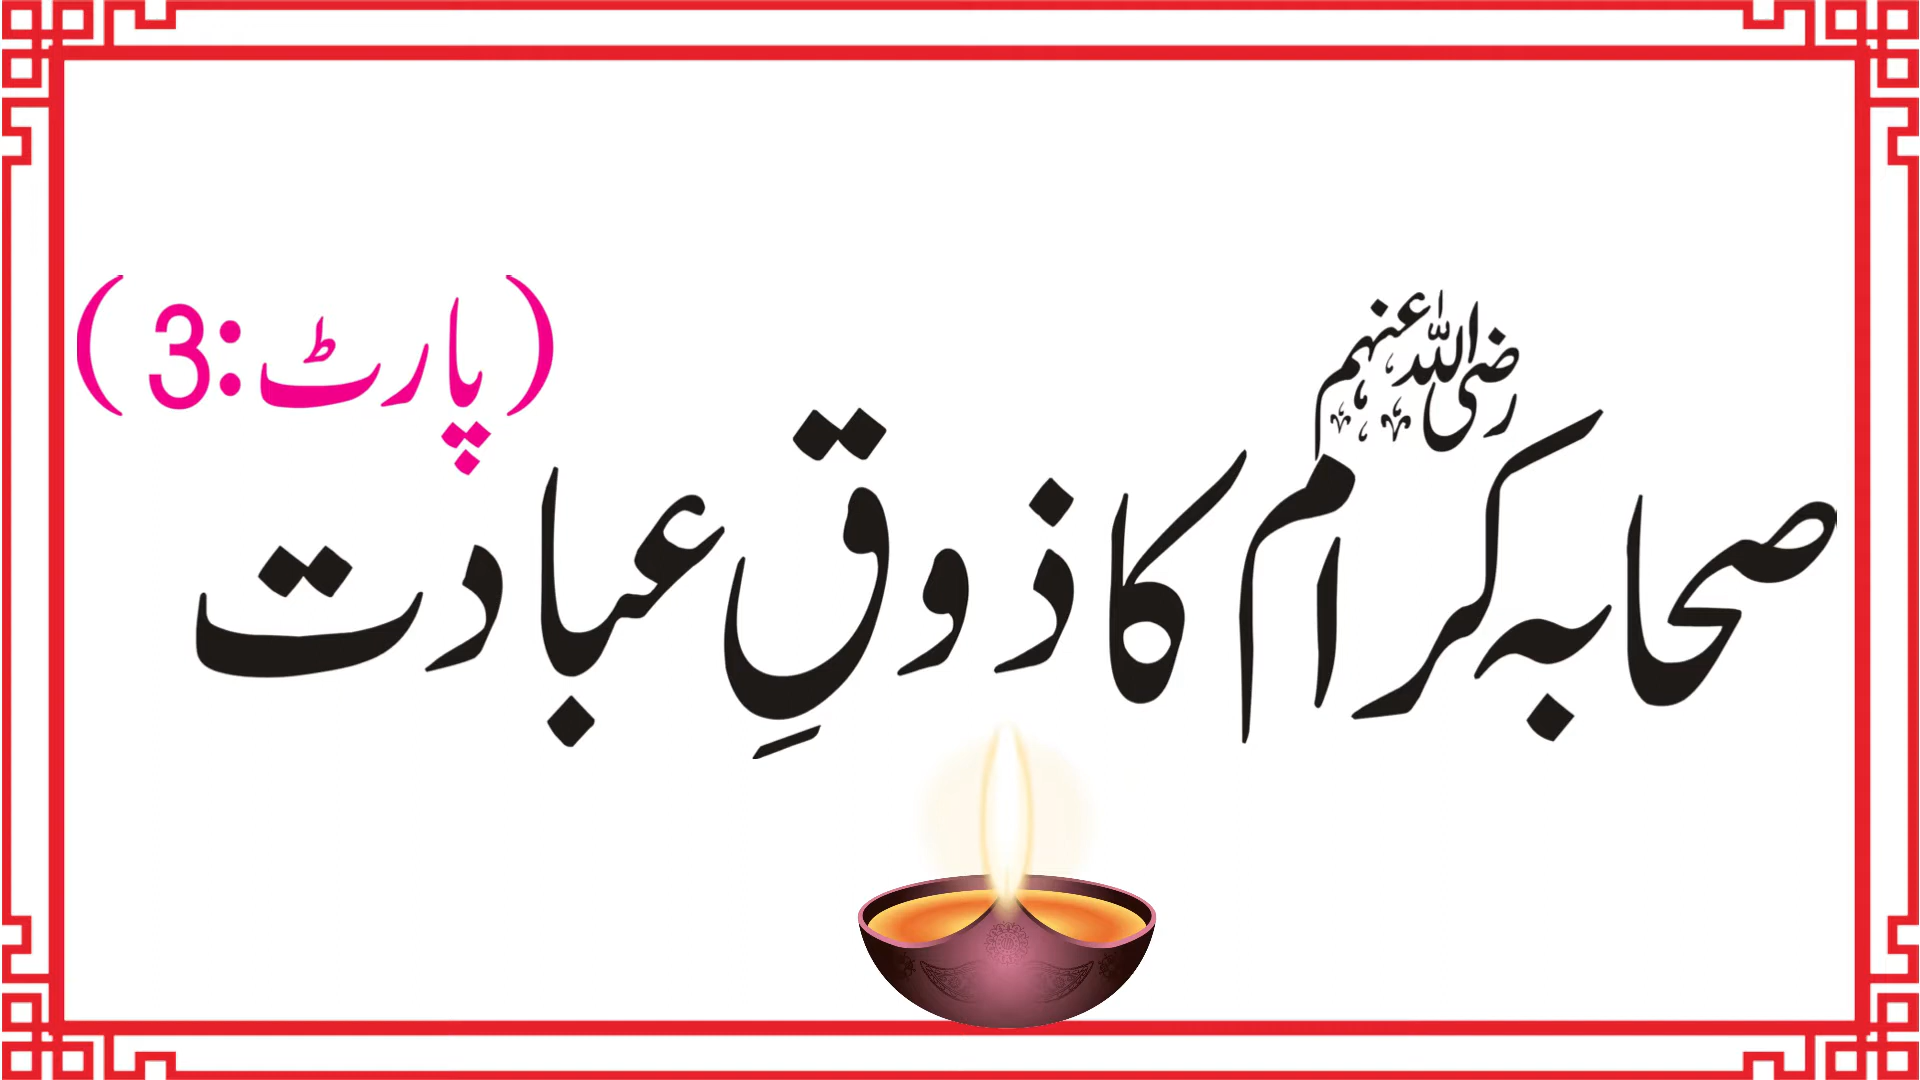 صحابہ کرام رضی اللہ عنہم کا ذوقِ عبادت (پارٹ:3)